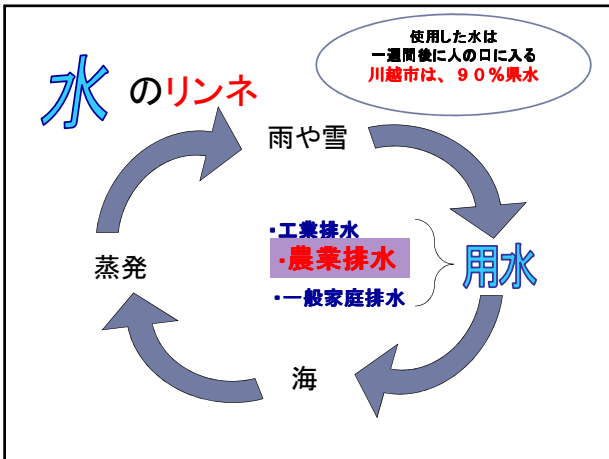 水 のリンネ
使用した水は
一週間後に人の口に入る
川越市は、９０％県水
雨や雪
・工業排水
・農業排水
・一般家庭排水
用水
蒸発
海